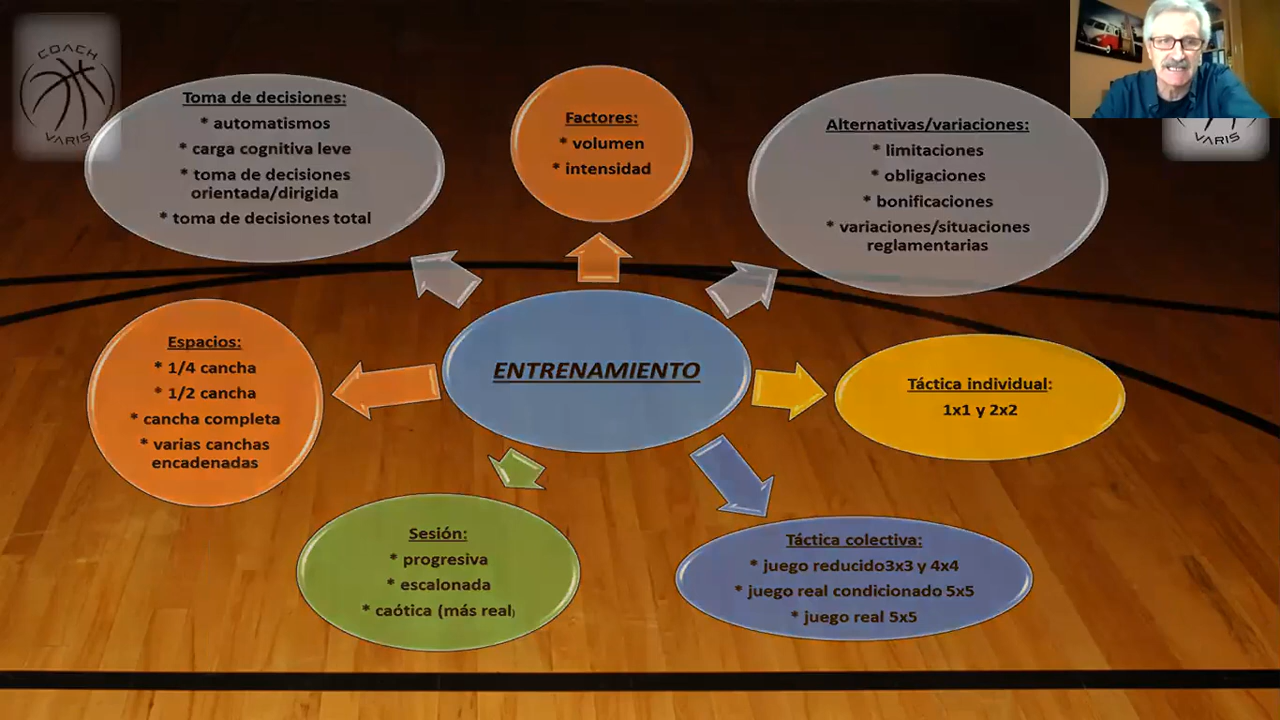 COACH
VARIS
Toma de decisiones:
* automatismos
* carga cognitiva leve
* toma de decisiones
orientada/dirigida
* toma de decisiones total
Factores:
* volumen
* intensidad
Alternativas/variaciones:
* limitaciones
* obligaciones
* bonificaciones
* variaciones/situaciones
reglamentarias
VARIS
Espacios:
* 1/4 cancha
* 1/2 cancha
* cancha completa
* varias canchas
encadenadas
ENTRENAMIENTO
Táctica individual:
1x1 y 2x2
Sesión:
* progresiva
* escalonada
* caótica (más real)
Táctica colectiva:
* juego reducido3x3 y 4x4
* juego real condicionado 5x5
* juego real 5x5